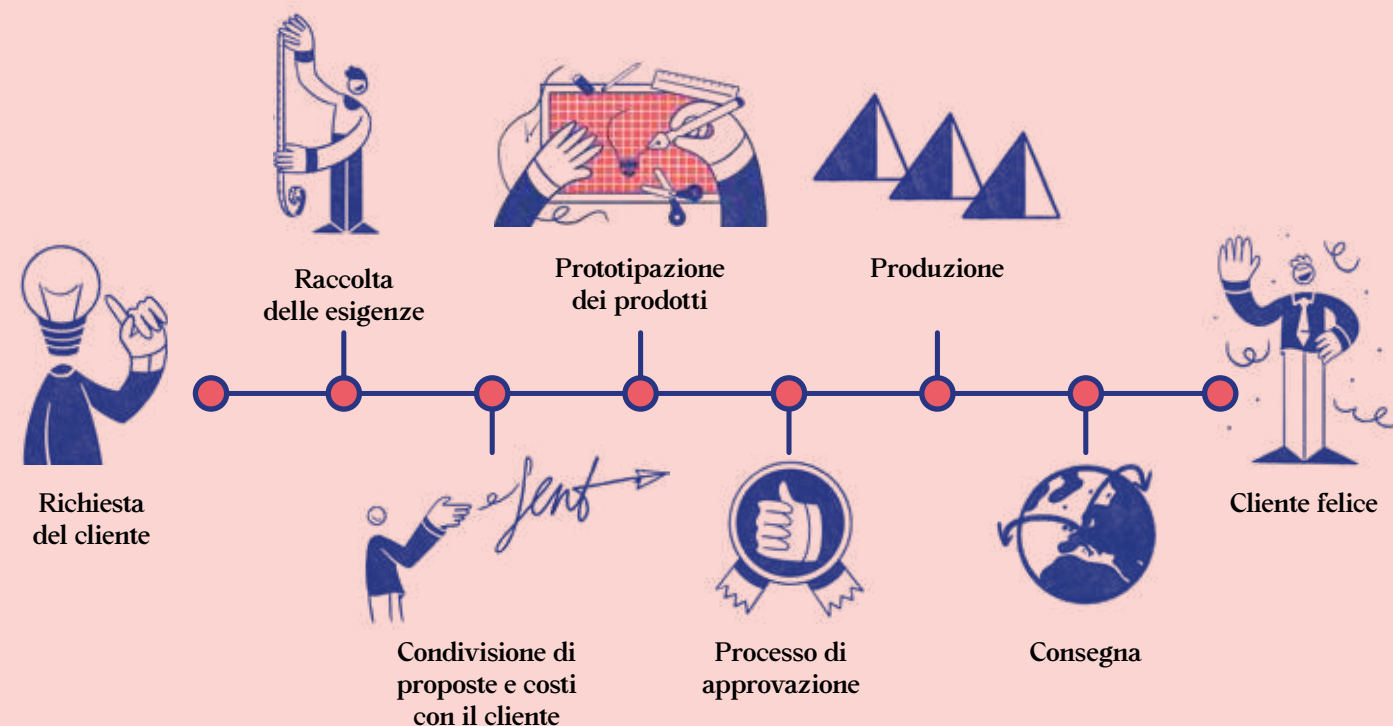 Richiesta
del cliente
Raccolta
delle esigenze
Condivisione di
proposte e costi
con il cliente
sent
Prototipazione
dei prodotti
Processo di
approvazione
Produzione
Consegna
Cliente felice